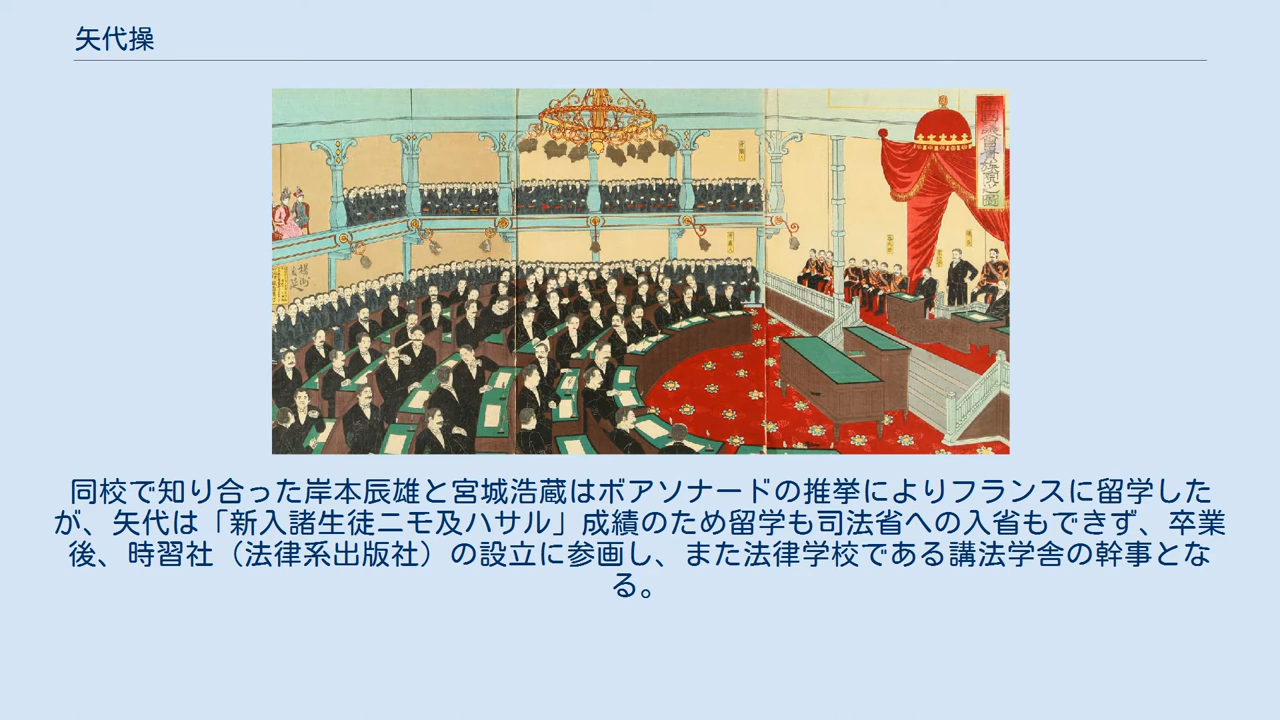 矢代操
同校で知り合った岸本辰雄と宮城浩蔵はボアソナードの推挙によりフランスに留学した
が、矢代は「新入諸生徒ニモ及ハサル」成績のため留学も司法省への入省もできず、卒業
後、時習社（法律系出版社）の設立に参画し、また法律学校である講法学舎の幹事とな
る。